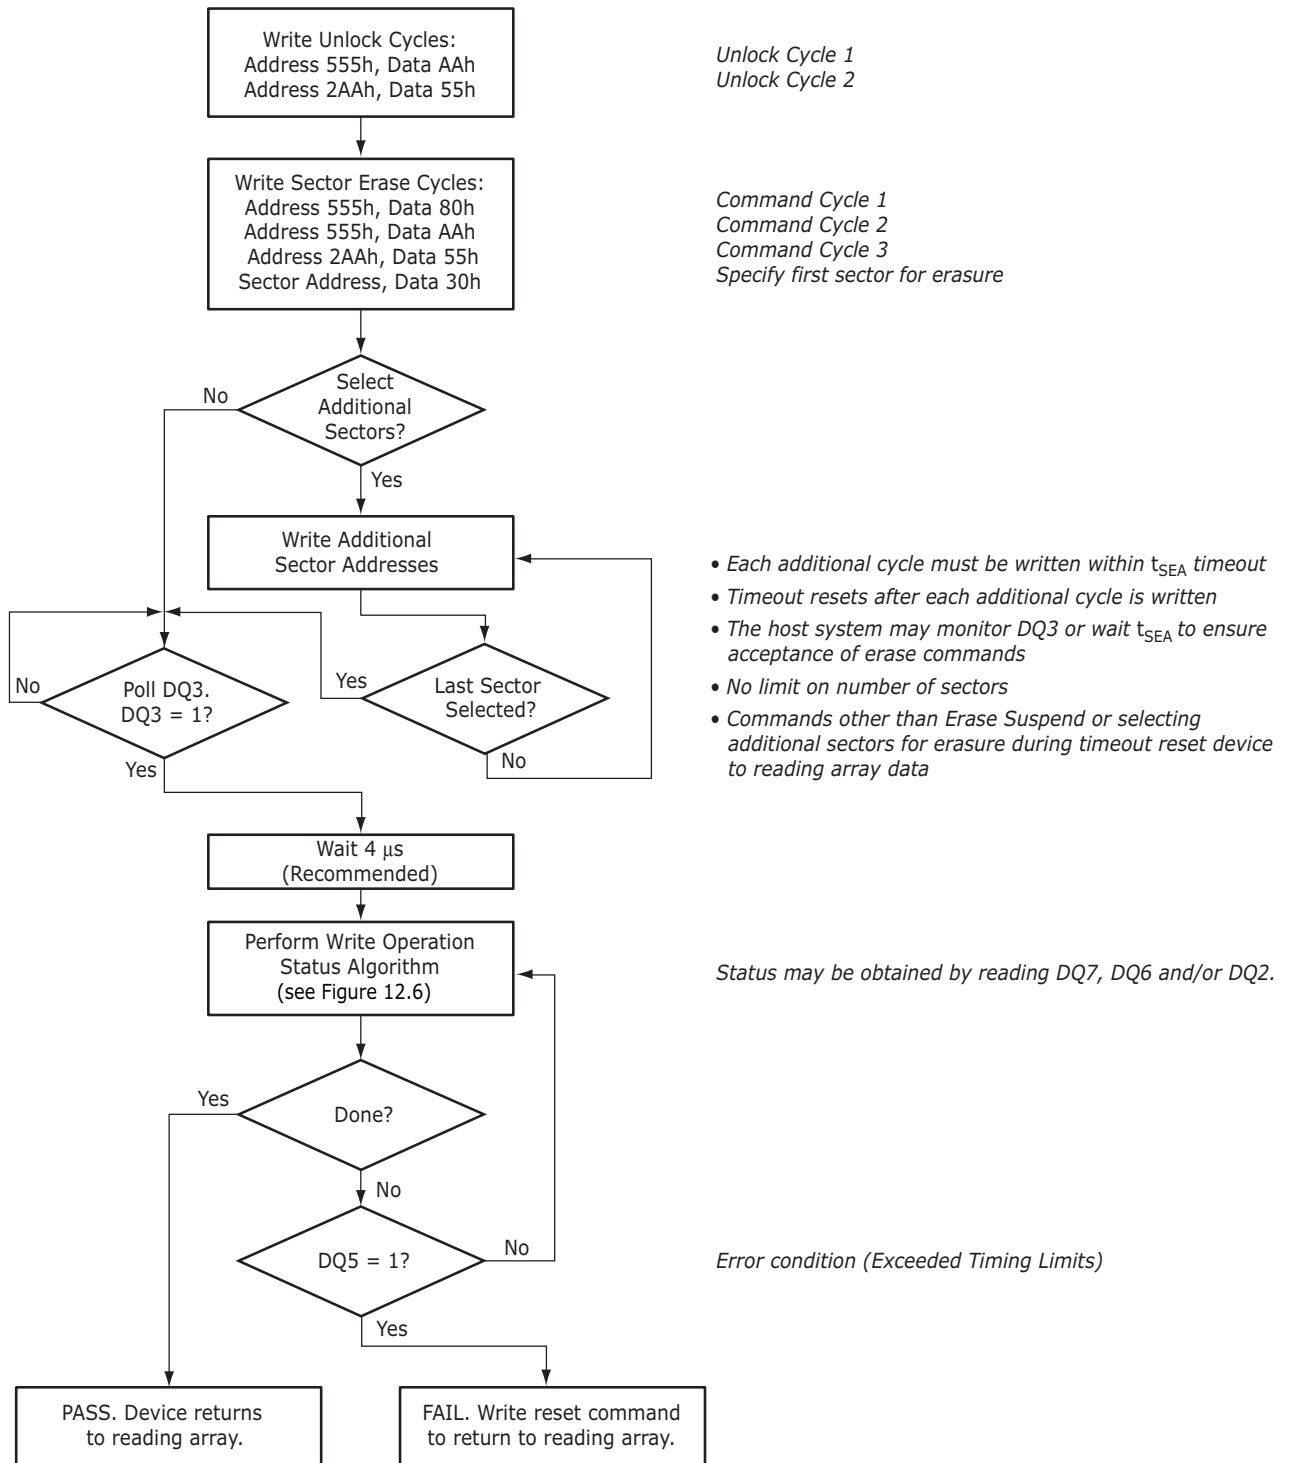 Write Unlock Cycles:
Address 555h, Data AAh
Address 2AAh, Data 55h
Unlock Cycle 1
Unlock Cycle 2
Write Sector Erase Cycles:
Address 555h, Data 80h
Address 555h, Data AAh
Address 2AAh, Data 55h
Sector Address, Data 30h
Command Cycle 1
Command Cycle 2
Command Cycle 3
Specify first sector for erasure
No
Select
Additional
Sectors?
Yes
Write Additional
Sector Addresses
• Each additional cycle must be written within tSEA timeout
• Timeout resets after each additional cycle is written
• The host system may monitor DQ3 or wait tSEA to ensure
acceptance of erase commands
• No limit on number of sectors
• Commands other than Erase Suspend or selecting
additional sectors for erasure during timeout reset device
to reading array data
No
Poll DQ3.
DQ3 = 1?
Yes
Yes
Last Sector
Selected?
No
Wait 4 μs
(Recommended)
Perform Write Operation
Status Algorithm
(see Figure 12.6)
Status may be obtained by reading DQ7, DQ6 and/or DQ2.
Yes
Done?
No
DQ5 = 1?
No
Error condition (Exceeded Timing Limits)
Yes
PASS. Device returns
to reading array.
FAIL. Write reset command
to return to reading array.